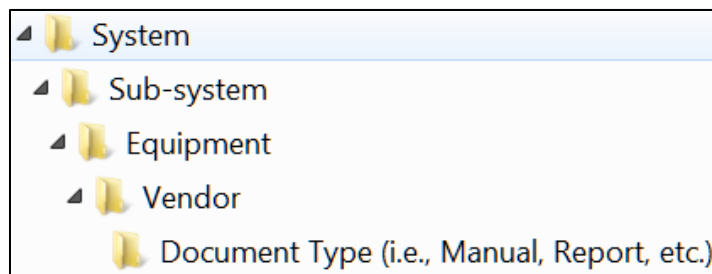 System
Sub-system
Equipment
Vendor
Document Type (i.e., Manual, Report, etc.)